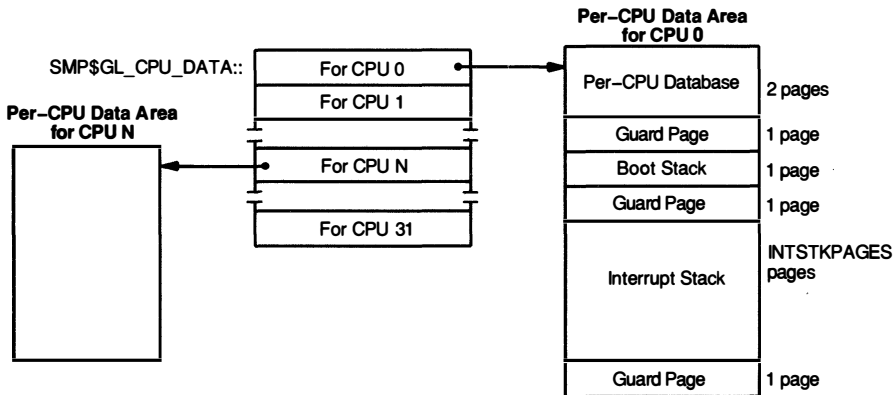 Per-CPU Data Area
for CPU 0
SMP$GL_CPU_DATA::
For CPU 0
Per-CPU Database
2 pages
For CPU 1
Per-CPU Data Area
for CPU N
Guard Page
1 page
For CPU N
Boot Stack
1 page
Guard Page
1 page
For CPU 31
Interrupt Stack
INTSTKPAGES
pages
Guard Page
1 page